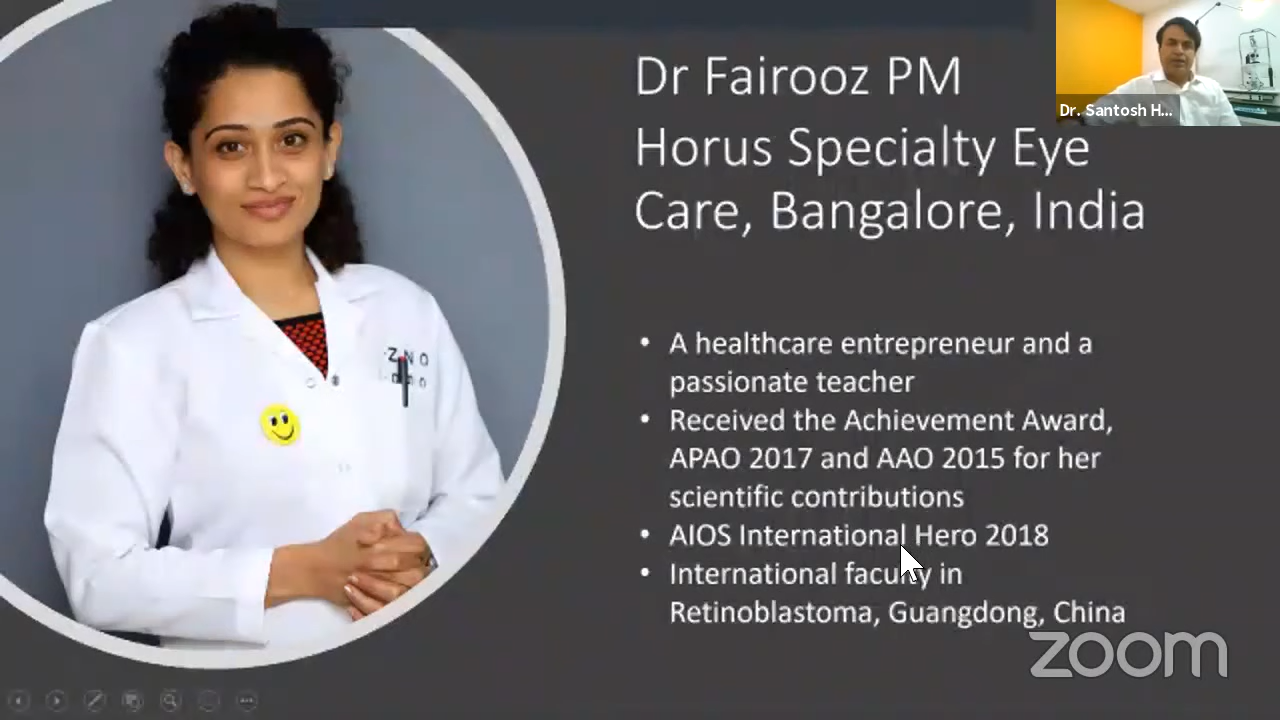 Dr Fairooz PM
Horus Specialty Eye
Care, Bangalore, India
Dr. Santosh H...
• A healthcare entrepreneur and a
passionate teacher
• Received the Achievement Award,
APAO 2017 and AAO 2015 for her
scientific contributions
• AIOS International Hero 2018
• International faculty in
Retinoblastoma, Guangdong, China
zoom